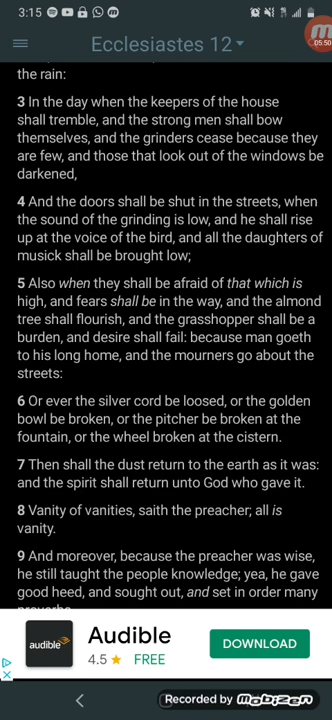 3:15
05:50
Ecclesiastes 12
the rain:
3 In the day when the keepers of the house
shall tremble, and the strong men shall bow
themselves, and the grinders cease because they
are few, and those that look out of the windows be
darkened,
4 And the doors shall be shut in the streets, when
the sound of the grinding is low, and he shall rise
up at the voice of the bird, and all the daughters of
musick shall be brought low;
5 Also when they shall be afraid of that which is
high, and fears shall be in the way, and the almond
tree shall flourish, and the grasshopper shall be a
burden, and desire shall fail: because man goeth
to his long home, and the mourners go about the
streets:
6 Or ever the silver cord be loosed, or the golden
bowl be broken, or the pitcher be broken at the
fountain, or the wheel broken at the cistern.
7 Then shall the dust return to the earth as it was:
and the spirit shall return unto God who gave it.
8 Vanity of vanities, saith the preacher; all is
vanity.
9 And moreover, because the preacher was wise,
he still taught the people knowledge; yea, he gave
good heed, and sought out, and set in order many
proverbs
audible
Audible
4.5 ★ FREE
DOWNLOAD
Recorded by Mobizen